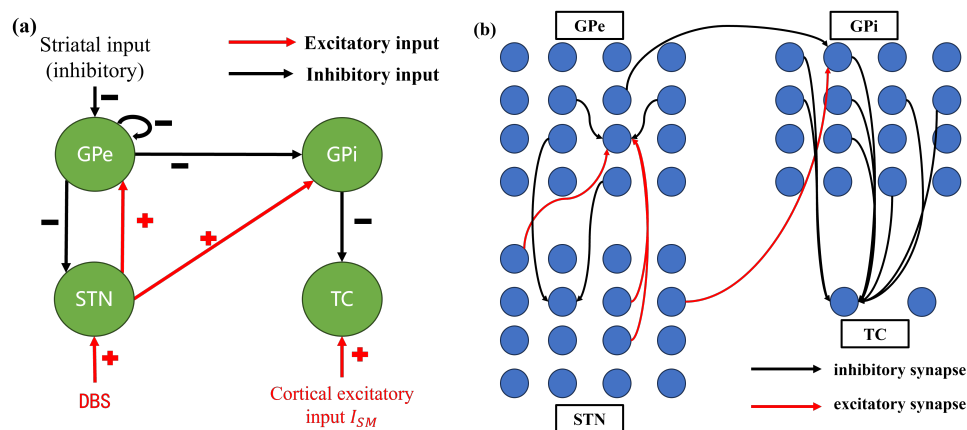 (a)
Striatal input
(inhibitory)
Excitatory input
Inhibitory input
GPe
GPi
STN
TC
DBS
Cortical excitatory
input I_SM
(b)
GPe
GPi
TC
STN
inhibitory synapse
excitatory synapse